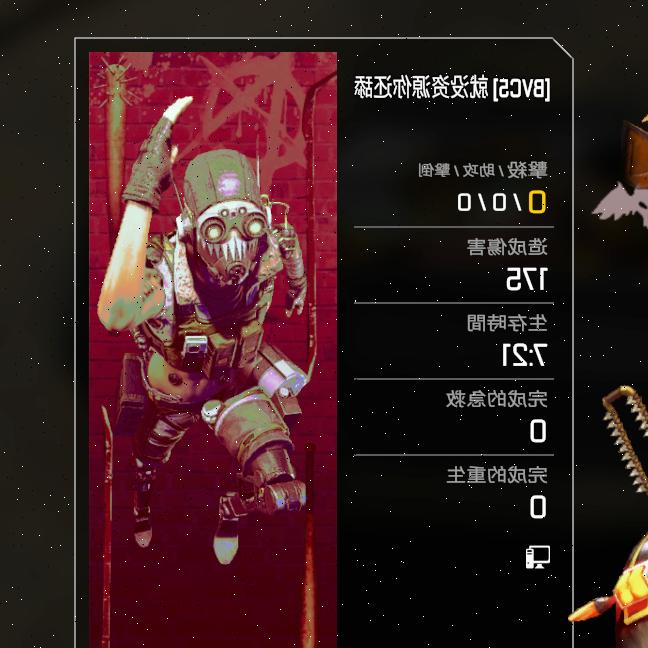 [BVC5] 就没资源你还舔
擊殺 / 助攻 / 擊倒
0 / 0 / 0
造成傷害
175
生存時間
7:21
完成的急救
0
完成的重生
0